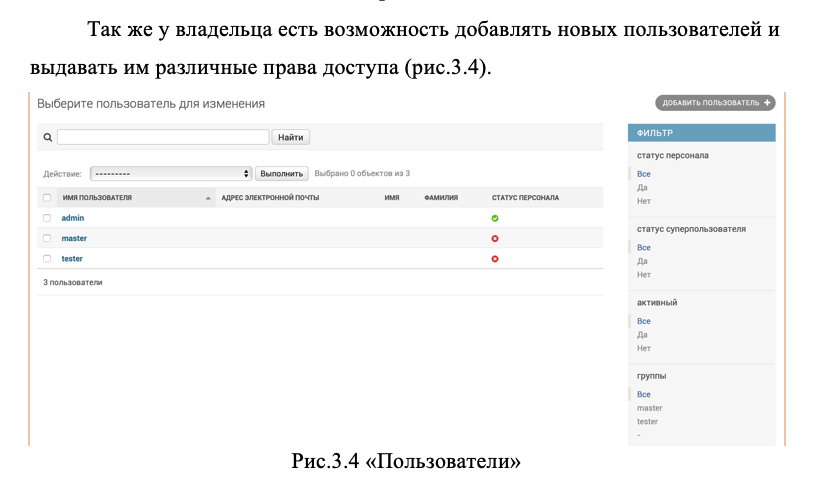 Так же у владельца есть возможность добавлять новых пользователей и
выдавать им различные права доступа (рис.3.4).
Выберите пользователь для изменения
ДОБАВИТЬ ПОЛЬЗОВАТЕЛЬ +
Найти
Действие: --------- Выполнить Выбрано 0 объектов из 3
ИМЯ ПОЛЬЗОВАТЕЛЯ АДРЕС ЭЛЕКТРОННОЙ ПОЧТЫ ИМЯ ФАМИЛИЯ СТАТУС ПЕРСОНАЛА
admin
master
tester
3 пользователи
ФИЛЬТР
статус персонала
Все
Да
Нет
статус суперпользователя
Все
Да
Нет
активный
Все
Да
Нет
группы
Все
master
tester
-
Рис.3.4 «Пользователи»